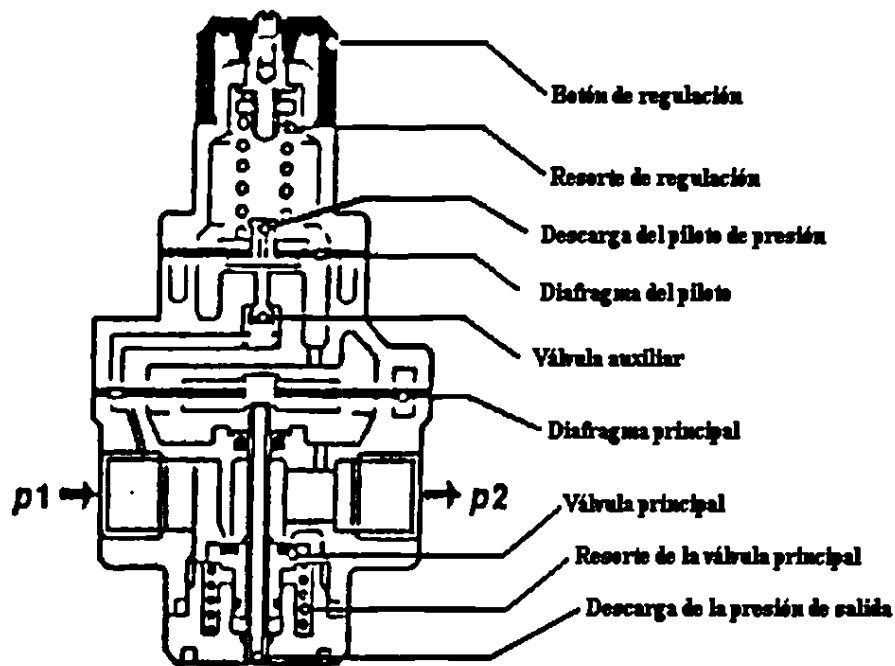 Botón de regulación
Resorte de regulación
Descarga del piloto de presión
Diafragma del piloto
Válvula auxiliar
Diafragma principal
p1
p2
Válvula principal
Resorte de la válvula principal
Descarga de la presión de salida